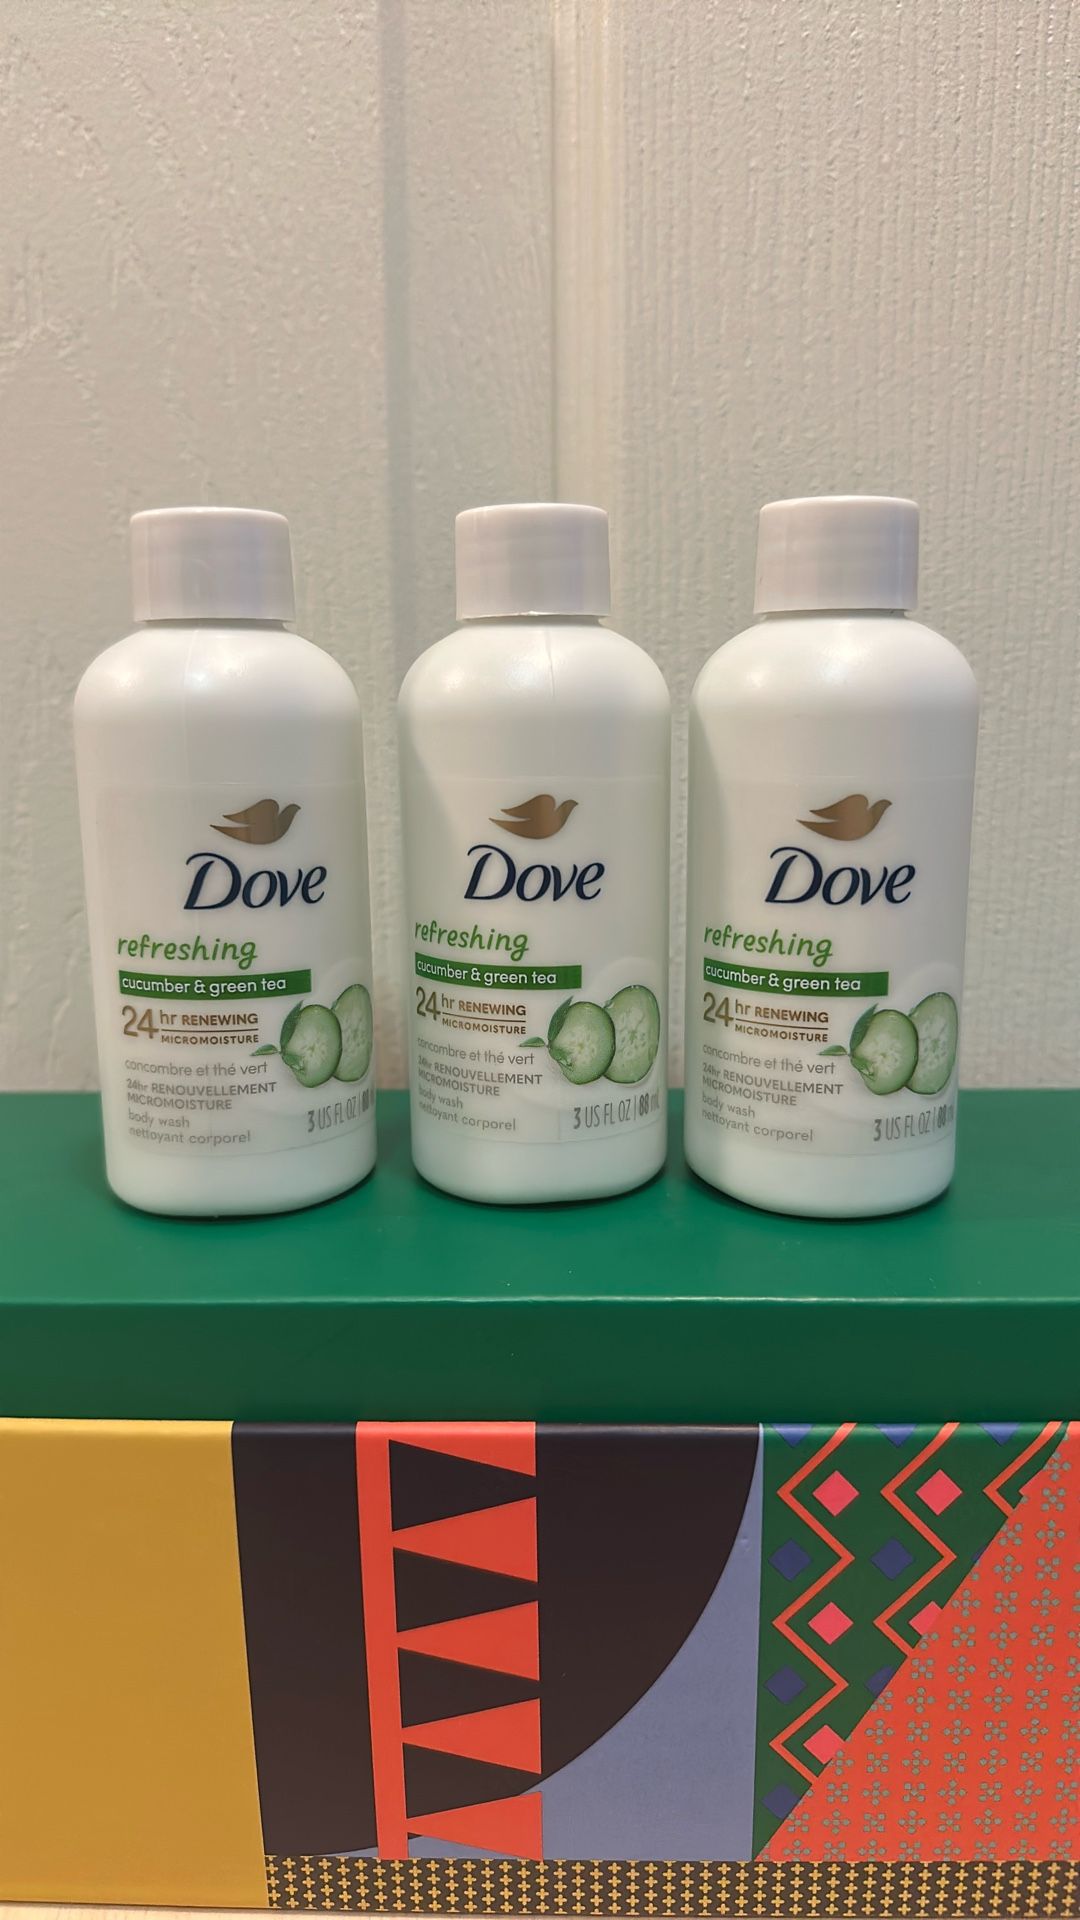 Dove
refreshing
cucumber & green tea
24hr RENEWING
MICROMOISTURE
concombre et thé vert
24hr RENOUVELLEMENT
MICROMOISTURE
body wash
nettoyant corporel
3 US FL OZ | 88
Dove
refreshing
cucumber & green tea
24hr RENEWING
MICROMOISTURE
concombre et thé vert
24hr RENOUVELLEMENT
MICROMOISTURE
body wash
nettoyant corporel
3 US FL OZ | 88 mL
Dove
refreshing
cucumber & green tea
24hr RENEWING
MICROMOISTURE
concombre et thé vert
24hr RENOUVELLEMENT
MICROMOISTURE
body wash
nettoyant corporel
3 US FL OZ | 88